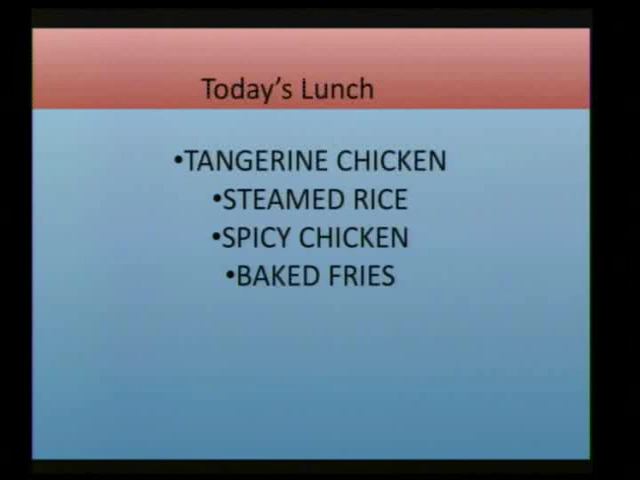 Today's Lunch
•TANGERINE CHICKEN
•STEAMED RICE
•SPICY CHICKEN
•BAKED FRIES